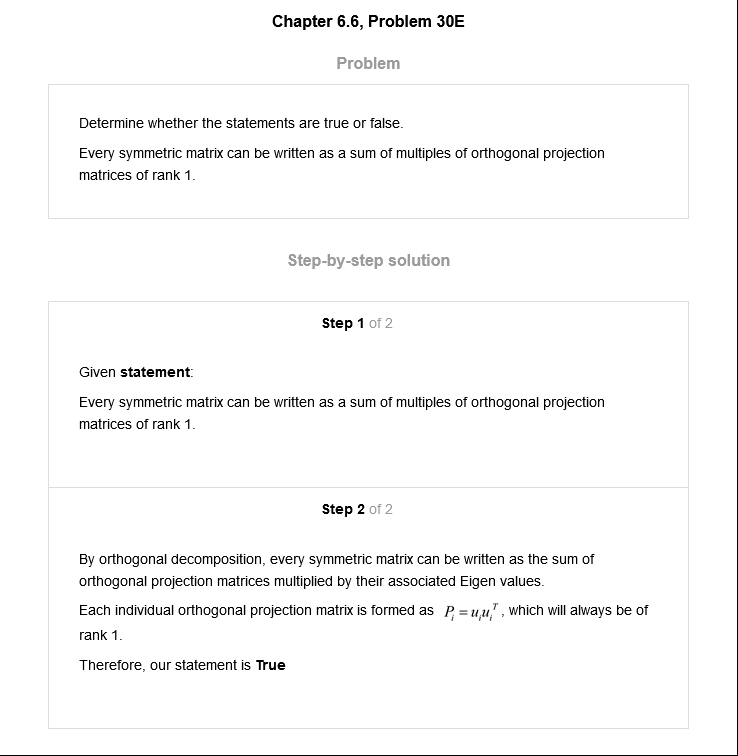 Chapter 6.6, Problem 30E
Problem
Determine whether the statements are true or false.
Every symmetric matrix can be written as a sum of multiples of orthogonal projection
matrices of rank 1.
Step-by-step solution
Step 1 of 2
Given statement:
Every symmetric matrix can be written as a sum of multiples of orthogonal projection
matrices of rank 1.
Step 2 of 2
By orthogonal decomposition, every symmetric matrix can be written as the sum of
orthogonal projection matrices multiplied by their associated Eigen values.
Each individual orthogonal projection matrix is formed as P_i = u_i u_i^T, which will always be of
rank 1.
Therefore, our statement is True